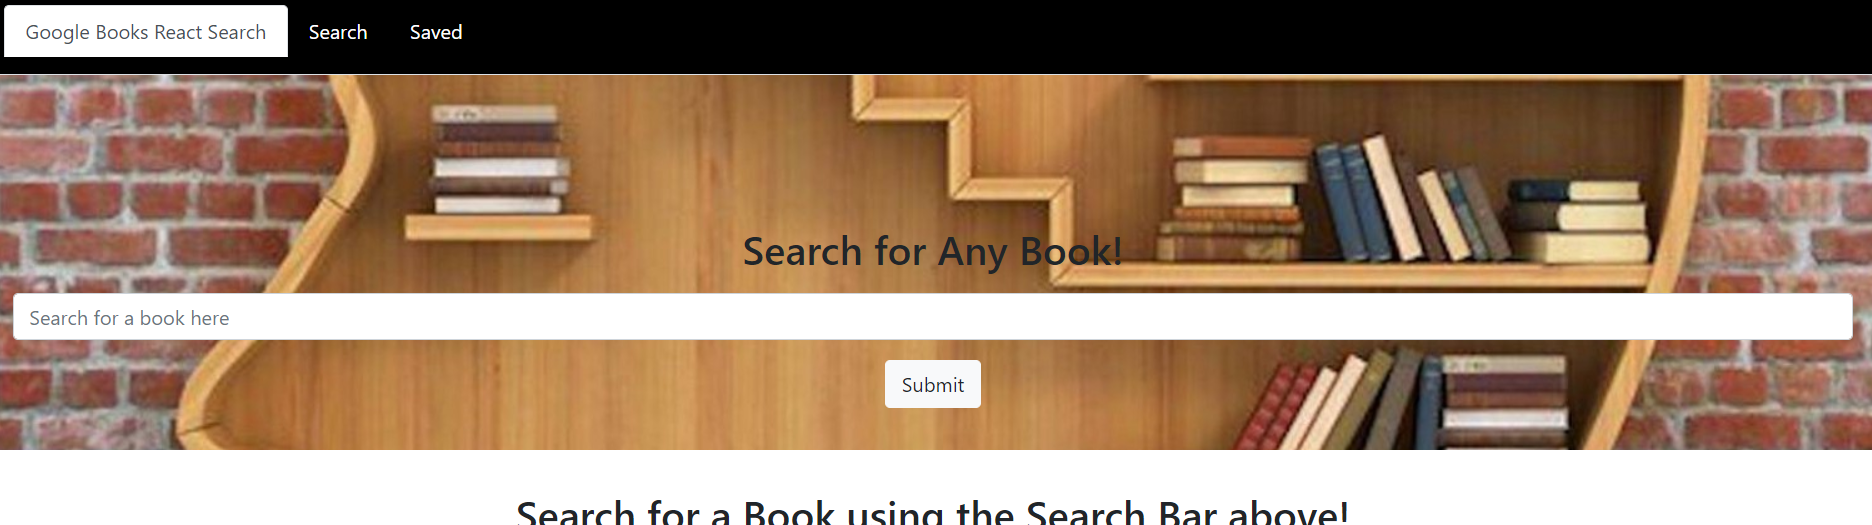 Google Books React Search Search Saved
Search for Any Book!
Search for a book here
Submit
Search for a Book using the Search Bar above!